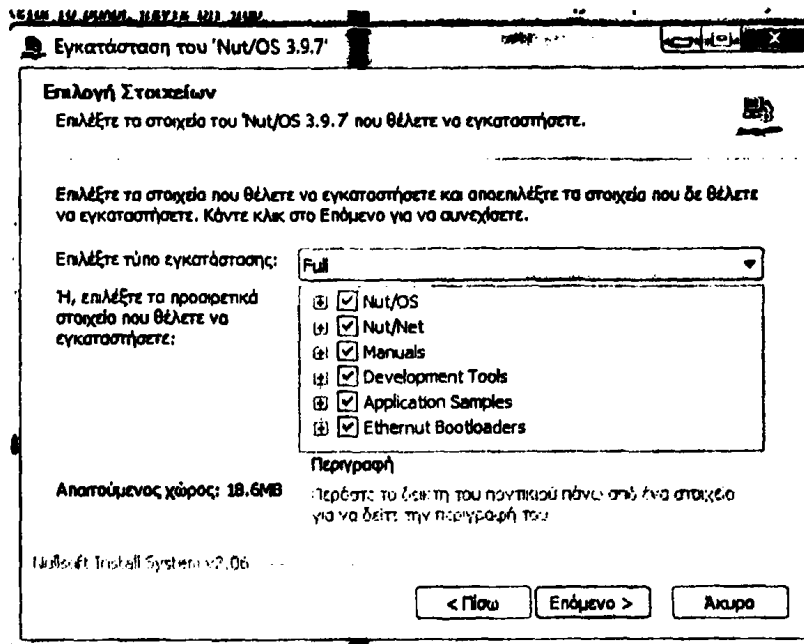 Εγκατάσταση του 'Nut/OS 3.9.7'
Επιλογή Στοιχείων
Επιλέξτε τα στοιχεία του 'Nut/OS 3.9.7' που θέλετε να εγκαταστήσετε.
Επιλέξτε τα στοιχεία που θέλετε να εγκαταστήσετε και αποεπιλέξτε τα στοιχεία που δε θέλετε
να εγκαταστήσετε. Κάντε κλικ στο Επόμενο για να συνεχίσετε.
Επιλέξτε τύπο εγκατάστασης:
Full
Ή, επιλέξτε τα προαιρετικά
στοιχεία που θέλετε να
εγκαταστήσετε:
Nut/OS
Nut/Net
Manuals
Development Tools
Application Samples
Ethernut Bootloaders
Περιγραφή
Απαιτούμενος χώρος: 18.6MB
Περάστε το δείκτη του ποντικιού πάνω από ένα στοιχείο
για να δείτε την περιγραφή του
Nullsoft Install System v2.06
< Πίσω
Επόμενο >
Άκυρο